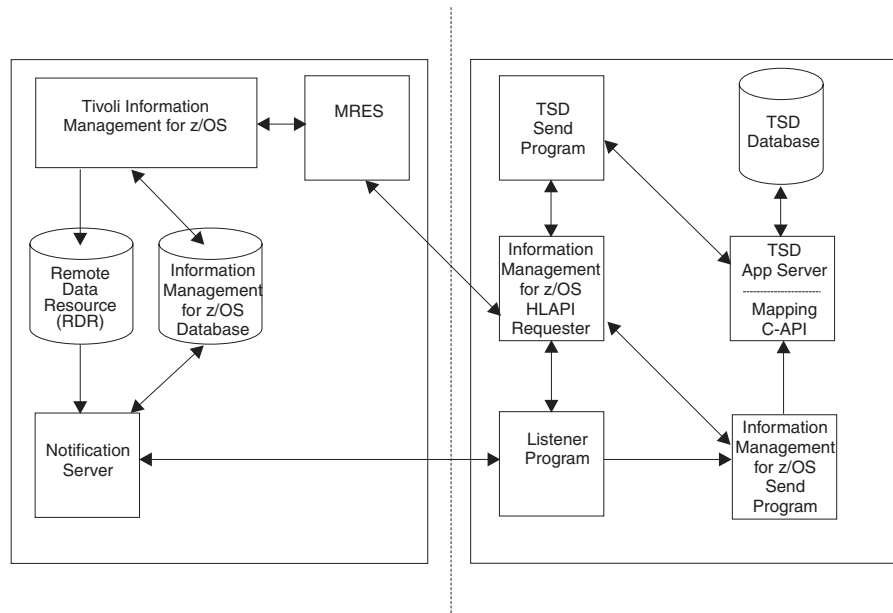 Tivoli Information
Management for z/OS
MRES
Remote
Data
Resource
(RDR)
Information
Management
for z/OS
Database
Notification
Server
TSD
Send
Program
TSD
Database
Information
Management
for z/OS
HLAPI
Requester
TSD
App Server
Mapping
C-API
Listener
Program
Information
Management
for z/OS
Send
Program